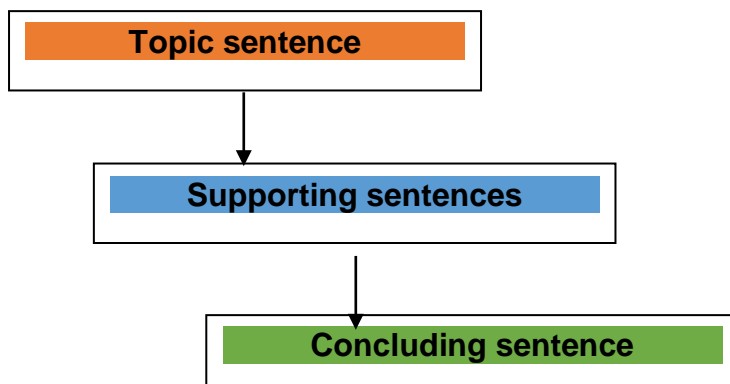 Topic sentence
Supporting sentences
Concluding sentence